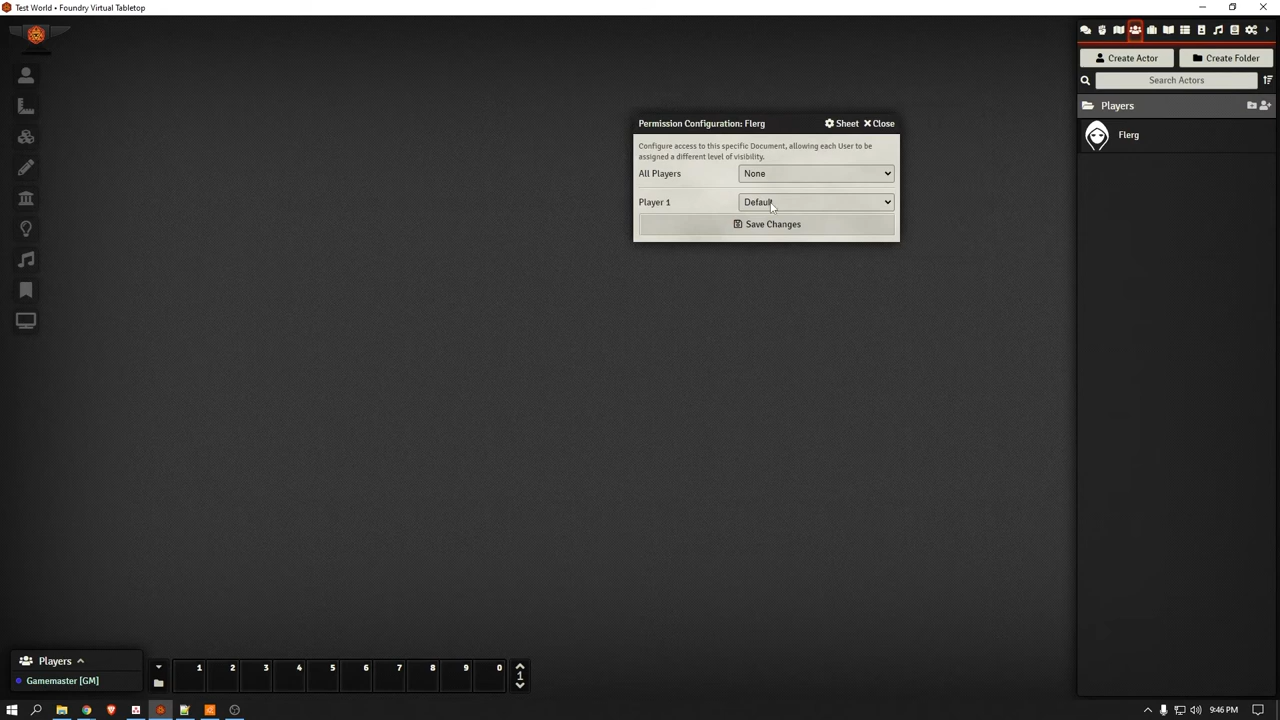 Test World • Foundry Virtual Tabletop
Create Actor
Create Folder
Search Actors
Players
Flerg
Permission Configuration: Flerg
Sheet
Close
Configure access to this specific Document, allowing each User to be
assigned a different level of visibility.
All Players
None
Player 1
Default
Save Changes
Players
Gamemaster [GM]
1 2 3 4 5 6 7 8 9 0
1
9:46 PM